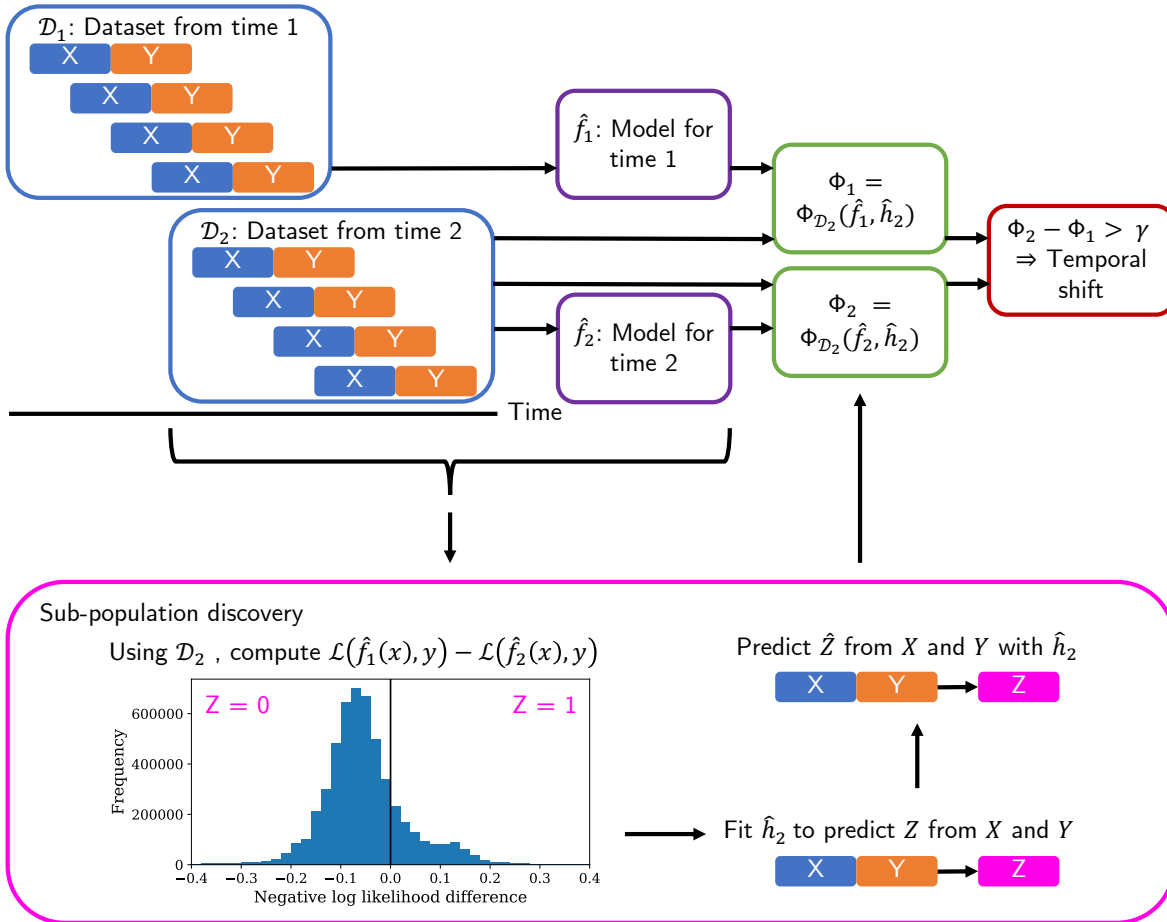 𝒟₁: Dataset from time 1
X Y
X Y
X Y
X Y
f̂₁: Model for
time 1
Φ₁ =
Φ_𝒟₂(f̂₁, ĥ₂)
Φ₂ − Φ₁ > γ
⇒ Temporal
shift
𝒟₂: Dataset from time 2
X Y
X Y
X Y
X Y
f̂₂: Model for
time 2
Φ₂ =
Φ_𝒟₂(f̂₂, ĥ₂)
Time
Sub-population discovery
Using 𝒟₂ , compute ℒ(f̂₁(x), y) − ℒ(f̂₂(x), y)
Z = 0
Z = 1
Frequency
600000
400000
200000
0
−0.4 −0.3 −0.2 −0.1 0.0 0.1 0.2 0.3 0.4
Negative log likelihood difference
Predict Ẑ from X and Y with ĥ₂
X Y Z
Fit ĥ₂ to predict Z from X and Y
X Y Z